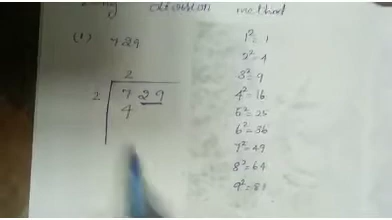 division method
(1) 729
2
2 7 29
4
1² = 1
2² = 4
3² = 9
4² = 16
5² = 25
6² = 36
7² = 49
8² = 64
9² = 81